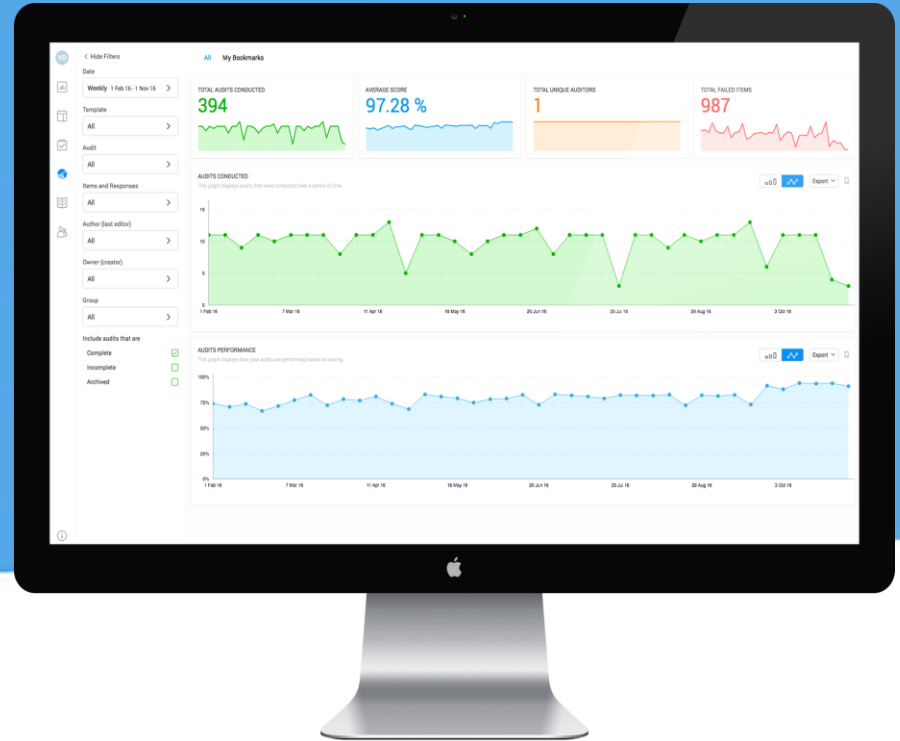 VG
Hide Filters
All
My Bookmarks
Date
Weekly 1 Feb 16 - 1 Nov 16
Template
All
Audit
All
Items and Responses
All
Author (last editor)
All
Owner (creator)
All
Group
All
Include audits that are
Complete
Incomplete
Archived
TOTAL AUDITS CONDUCTED
394
AVERAGE SCORE
97.28 %
TOTAL UNIQUE AUDITORS
1
TOTAL FAILED ITEMS
987
AUDITS CONDUCTED
This graph displays audits that were conducted over a period of time.
Export
15
10
5
0
1 Feb 16
7 Mar 16
11 Apr 16
16 May 16
20 Jun 16
25 Jul 16
29 Aug 16
3 Oct 16
AUDITS PERFORMANCE
This graph displays how your audits are performing based on scoring
Export
100%
75%
50%
25%
0%
1 Feb 16
7 Mar 16
11 Apr 16
16 May 16
20 Jun 16
25 Jul 16
29 Aug 16
3 Oct 16